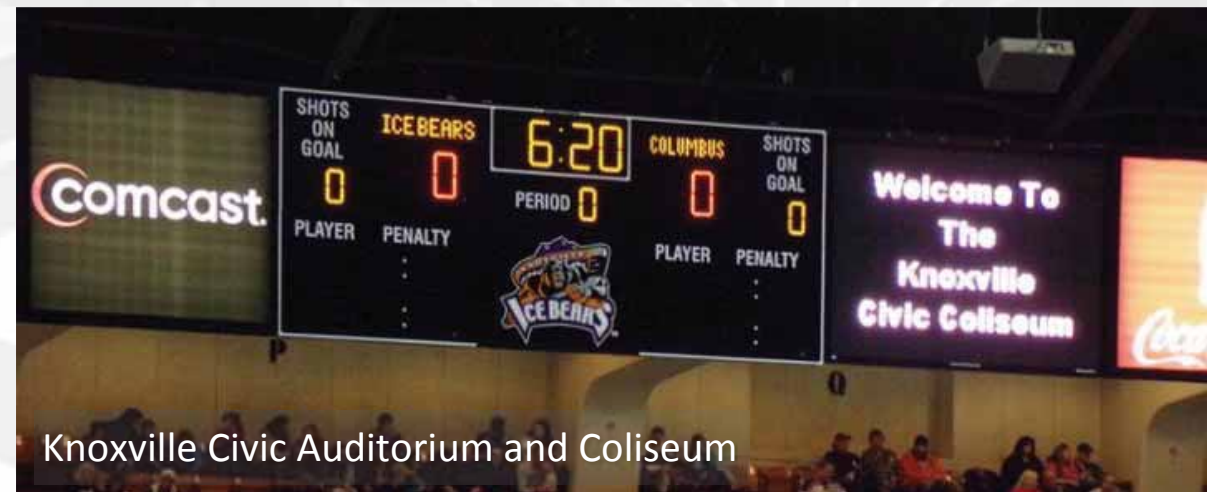 comcast.
SHOTS
ON
GOAL
0
ICE BEARS
0
6:20
PERIOD 0
COLUMBUS
0
SHOTS
ON
GOAL
0
PLAYER PENALTY
:
:
PLAYER PENALTY
:
:
ICE BEARS
Welcome To
The
Knoxville
Civic Coliseum
P
Q
Knoxville Civic Auditorium and Coliseum